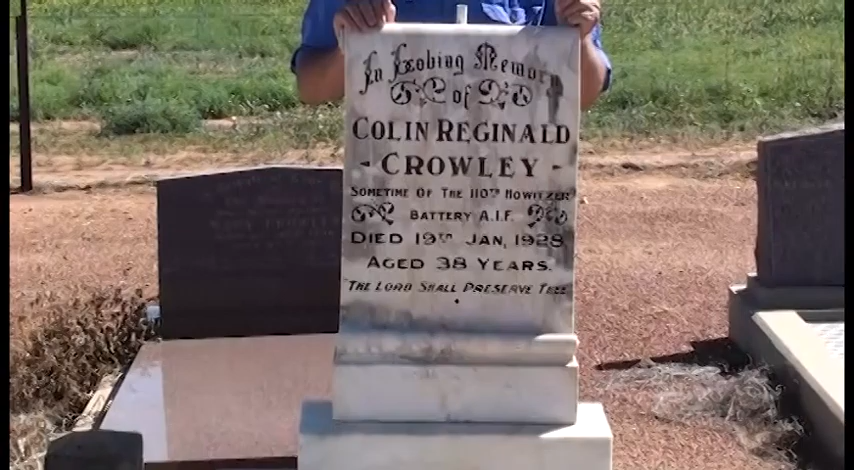 In Loving Memory
of
COLIN REGINALD
CROWLEY
SOMETIME OF THE 110TH HOWITZER
BATTERY A.I.F.
DIED 19TH JAN, 1928
AGED 38 YEARS.
THE LORD SHALL PRESERVE THEE